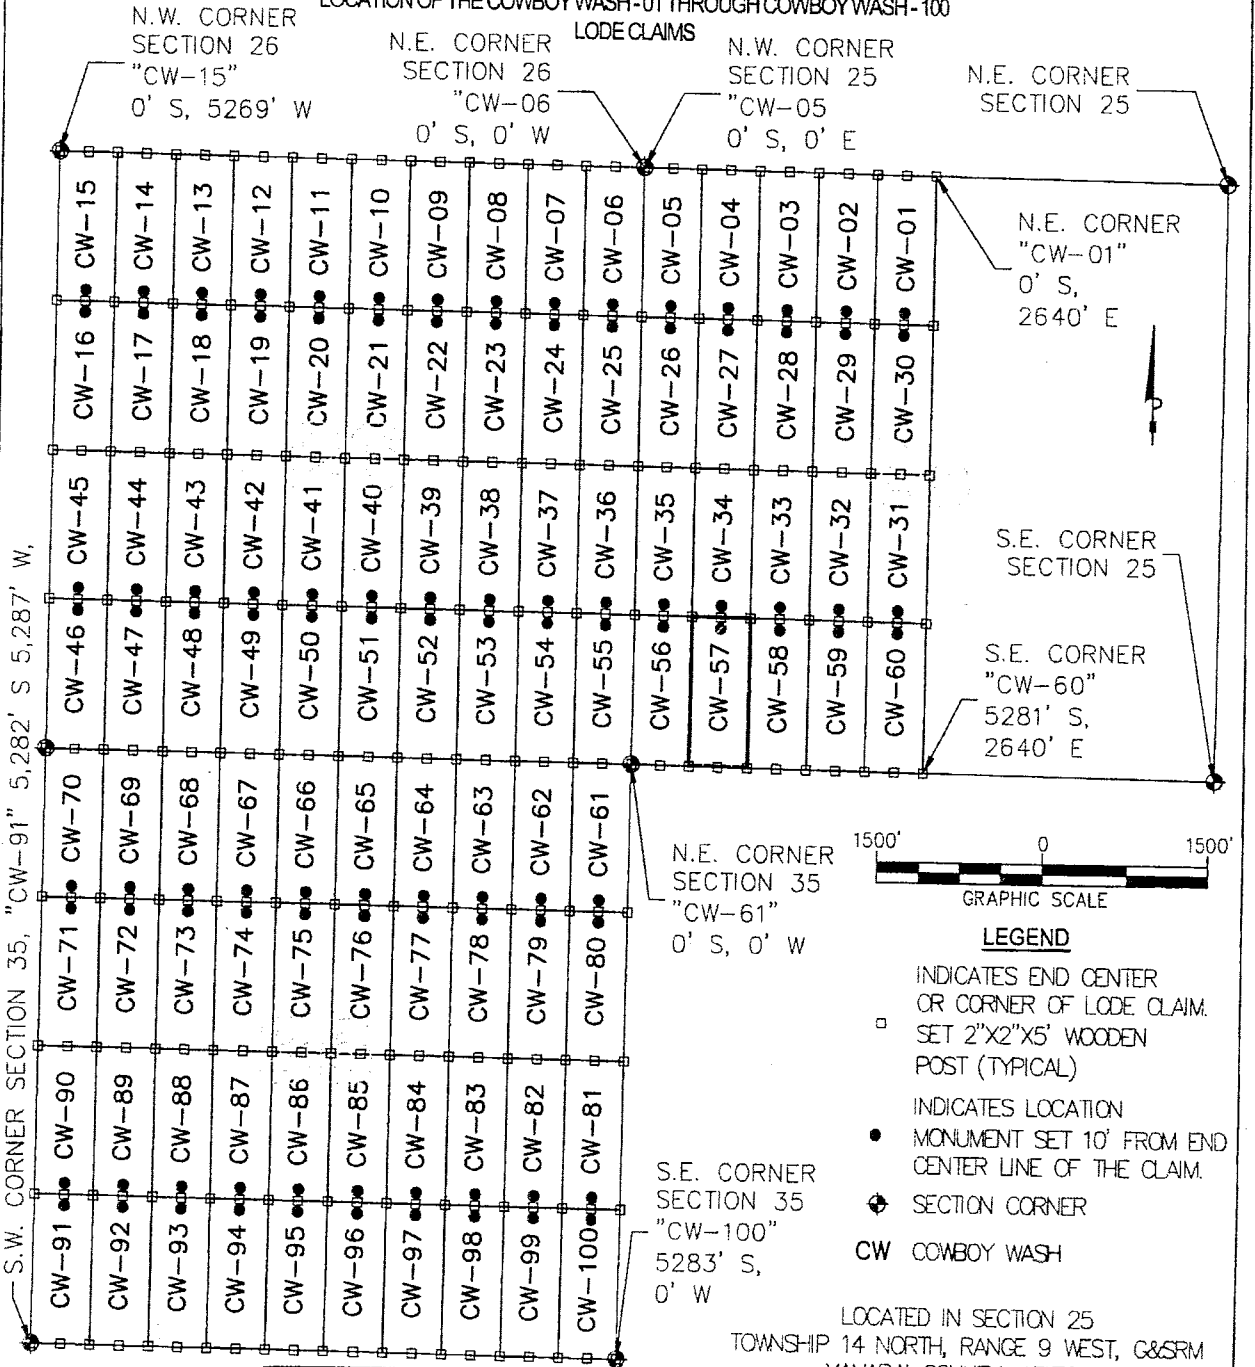 LOCATION OF THE COWBOY WASH-01 THROUGH COWBOY WASH-100
LODE CLAIMS
N.W. CORNER
SECTION 26
"CW-15"
0' S, 5269' W
N.E. CORNER
SECTION 26
"CW-06
0' S, 0' W
N.W. CORNER
SECTION 25
"CW-05
0' S, 0' E
N.E. CORNER
SECTION 25
CW-15 CW-14 CW-13 CW-12 CW-11 CW-10 CW-09 CW-08 CW-07 CW-06 CW-05 CW-04 CW-03 CW-02 CW-01
N.E. CORNER
"CW-01"
0' S,
2640' E
CW-16 CW-17 CW-18 CW-19 CW-20 CW-21 CW-22 CW-23 CW-24 CW-25 CW-26 CW-27 CW-28 CW-29 CW-30
CW-45 CW-44 CW-43 CW-42 CW-41 CW-40 CW-39 CW-38 CW-37 CW-36 CW-35 CW-34 CW-33 CW-32 CW-31
S.E. CORNER
SECTION 25
CW-46 CW-47 CW-48 CW-49 CW-50 CW-51 CW-52 CW-53 CW-54 CW-55 CW-56 CW-57 CW-58 CW-59 CW-60
S.E. CORNER
"CW-60"
5281' S,
2640' E
CW-70 CW-69 CW-68 CW-67 CW-66 CW-65 CW-64 CW-63 CW-62 CW-61
N.E. CORNER
SECTION 35
"CW-61"
0' S, 0' W
CW-71 CW-72 CW-73 CW-74 CW-75 CW-76 CW-77 CW-78 CW-79 CW-80
CW-90 CW-89 CW-88 CW-87 CW-86 CW-85 CW-84 CW-83 CW-82 CW-81
CW-91 CW-92 CW-93 CW-94 CW-95 CW-96 CW-97 CW-98 CW-99 CW-100
S.E. CORNER
SECTION 35
"CW-100"
5283' S,
0' W
S.W. CORNER SECTION 35, "CW-91" 5,282' S 5,287' W,
1500' 0 1500'
GRAPHIC SCALE
LEGEND
INDICATES END CENTER
OR CORNER OF LODE CLAIM.
SET 2"X2"X5' WOODEN
POST (TYPICAL)
INDICATES LOCATION
MONUMENT SET 10' FROM END
CENTER LINE OF THE CLAIM.
SECTION CORNER
CW COWBOY WASH
LOCATED IN SECTION 25
TOWNSHIP 14 NORTH, RANGE 9 WEST, G&SRM